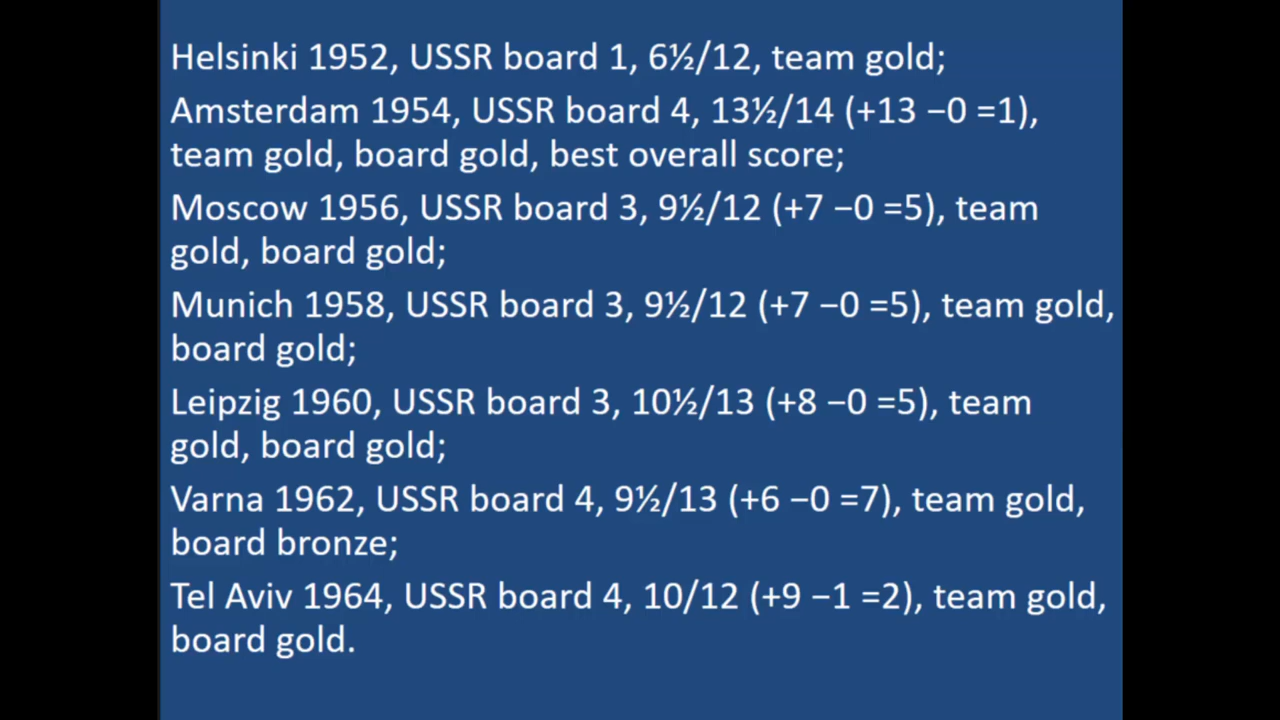 Helsinki 1952, USSR board 1, 6½/12, team gold;
Amsterdam 1954, USSR board 4, 13½/14 (+13 −0 =1),
team gold, board gold, best overall score;
Moscow 1956, USSR board 3, 9½/12 (+7 −0 =5), team
gold, board gold;
Munich 1958, USSR board 3, 9½/12 (+7 −0 =5), team gold,
board gold;
Leipzig 1960, USSR board 3, 10½/13 (+8 −0 =5), team
gold, board gold;
Varna 1962, USSR board 4, 9½/13 (+6 −0 =7), team gold,
board bronze;
Tel Aviv 1964, USSR board 4, 10/12 (+9 −1 =2), team gold,
board gold.